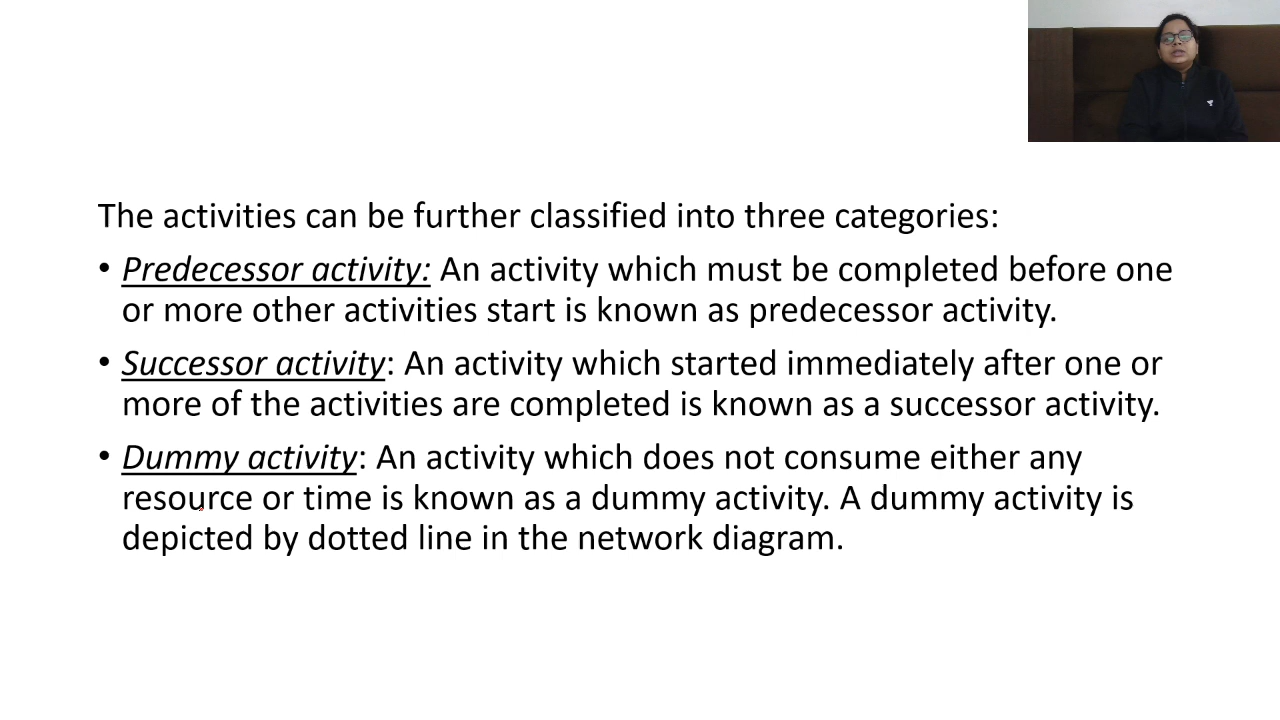 The activities can be further classified into three categories:
• Predecessor activity: An activity which must be completed before one
or more other activities start is known as predecessor activity.
• Successor activity: An activity which started immediately after one or
more of the activities are completed is known as a successor activity.
• Dummy activity: An activity which does not consume either any
resource or time is known as a dummy activity. A dummy activity is
depicted by dotted line in the network diagram.